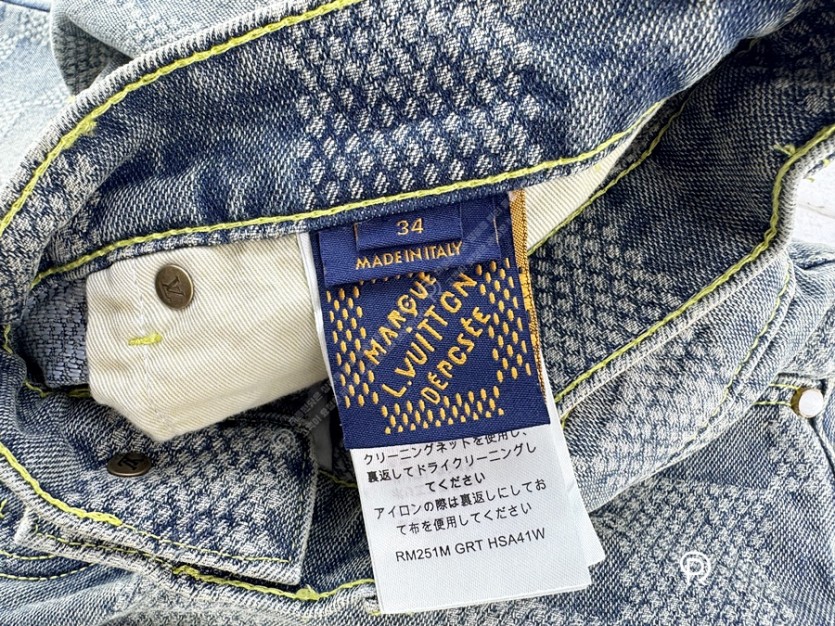 34
MADE IN ITALY
MARQUE
L.VUITTON
DÉPOSÉE
クリーニングネットを使用し、
裏返してドライクリーニングし
てください
アイロンの際は裏返しにしてお
て布を使用してください
RM251M GRT HSA41W